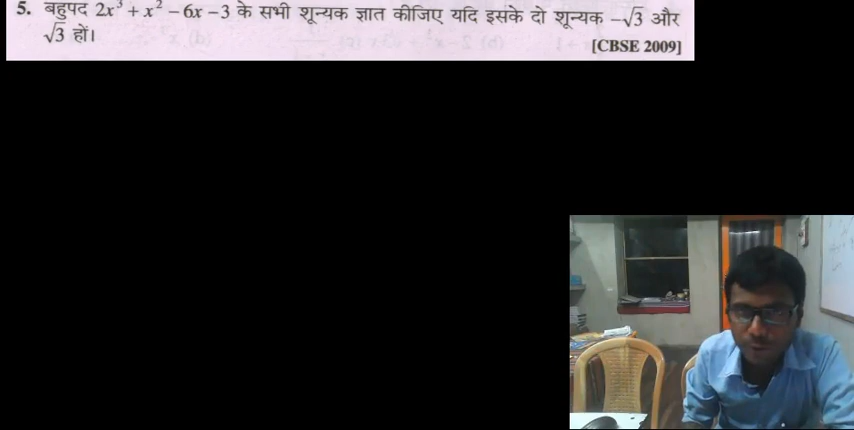 5. बहुपद 2x³ + x² − 6x − 3 के सभी शून्यक ज्ञात कीजिए यदि इसके दो शून्यक −√3 और
√3 हों।
[CBSE 2009]